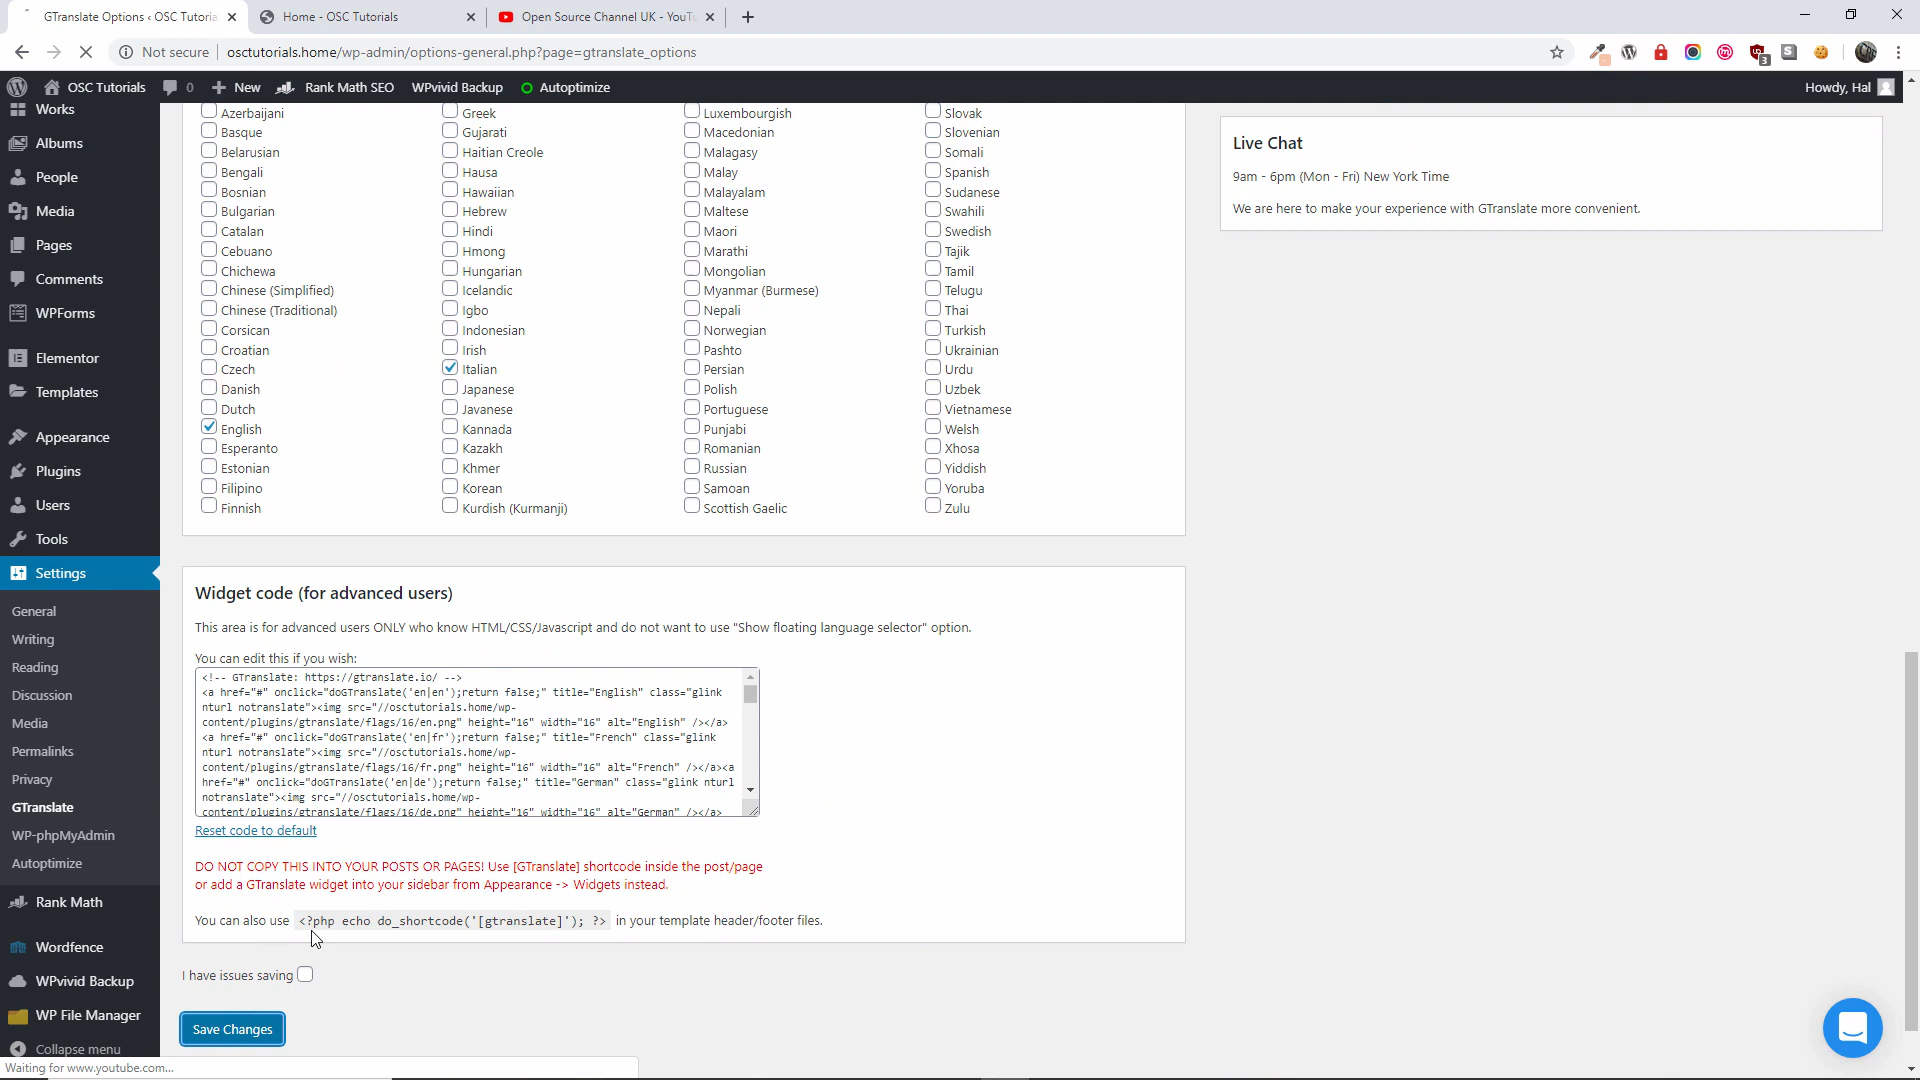 GTranslate Options ‹ OSC Tutoria
Home - OSC Tutorials
Open Source Channel UK - YouTu
Not secure
osctutorials.home/wp-admin/options-general.php?page=gtranslate_options
3
OSC Tutorials
0
New
Rank Math SEO
WPvivid Backup
Autoptimize
Howdy, Hal
Works
Albums
People
Media
Pages
Comments
WPForms
Elementor
Templates
Appearance
Plugins
Users
Tools
Settings
General
Writing
Reading
Discussion
Media
Permalinks
Privacy
GTranslate
WP-phpMyAdmin
Autoptimize
Rank Math
Wordfence
WPvivid Backup
WP File Manager
Collapse menu
Azerbaijani
Basque
Belarusian
Bengali
Bosnian
Bulgarian
Catalan
Cebuano
Chichewa
Chinese (Simplified)
Chinese (Traditional)
Corsican
Croatian
Czech
Danish
Dutch
English
Esperanto
Estonian
Filipino
Finnish
Greek
Gujarati
Haitian Creole
Hausa
Hawaiian
Hebrew
Hindi
Hmong
Hungarian
Icelandic
Igbo
Indonesian
Irish
Italian
Japanese
Javanese
Kannada
Kazakh
Khmer
Korean
Kurdish (Kurmanji)
Luxembourgish
Macedonian
Malagasy
Malay
Malayalam
Maltese
Maori
Marathi
Mongolian
Myanmar (Burmese)
Nepali
Norwegian
Pashto
Persian
Polish
Portuguese
Punjabi
Romanian
Russian
Samoan
Scottish Gaelic
Slovak
Slovenian
Somali
Spanish
Sudanese
Swahili
Swedish
Tajik
Tamil
Telugu
Thai
Turkish
Ukrainian
Urdu
Uzbek
Vietnamese
Welsh
Xhosa
Yiddish
Yoruba
Zulu
Live Chat
9am - 6pm (Mon - Fri) New York Time
We are here to make your experience with GTranslate more convenient.
Widget code (for advanced users)
This area is for advanced users ONLY who know HTML/CSS/Javascript and do not want to use "Show floating language selector" option.
You can edit this if you wish:
<!-- GTranslate: https://gtranslate.io/ -->
<a href="#" onclick="doGTranslate('en|en');return false;" title="English" class="glink
nturl notranslate"><img src="//osctutorials.home/wp-
content/plugins/gtranslate/flags/16/en.png" height="16" width="16" alt="English" /></a>
<a href="#" onclick="doGTranslate('en|fr');return false;" title="French" class="glink
nturl notranslate"><img src="//osctutorials.home/wp-
content/plugins/gtranslate/flags/16/fr.png" height="16" width="16" alt="French" /></a><a
href="#" onclick="doGTranslate('en|de');return false;" title="German" class="glink nturl
notranslate"><img src="//osctutorials.home/wp-
content/plugins/gtranslate/flags/16/de.png" height="16" width="16" alt="German" /></a>
Reset code to default
DO NOT COPY THIS INTO YOUR POSTS OR PAGES! Use [GTranslate] shortcode inside the post/page
or add a GTranslate widget into your sidebar from Appearance -> Widgets instead.
You can also use <?php echo do_shortcode('[gtranslate]'); ?> in your template header/footer files.
I have issues saving
Save Changes
Waiting for www.youtube.com...